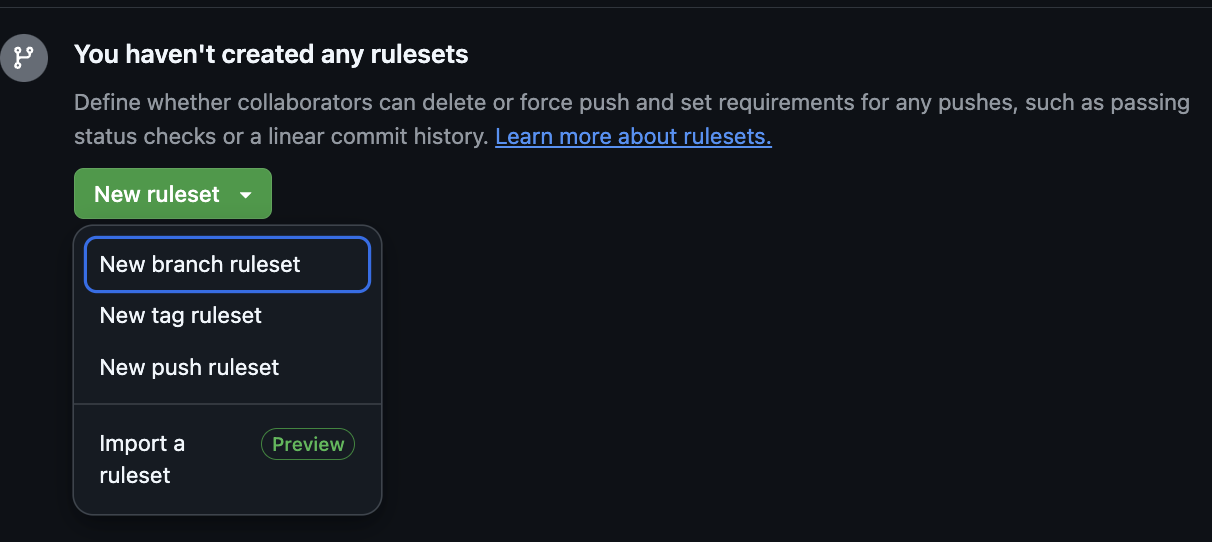 You haven't created any rulesets
Define whether collaborators can delete or force push and set requirements for any pushes, such as passing
status checks or a linear commit history. Learn more about rulesets.
New ruleset
New branch ruleset
New tag ruleset
New push ruleset
Import a Preview
ruleset